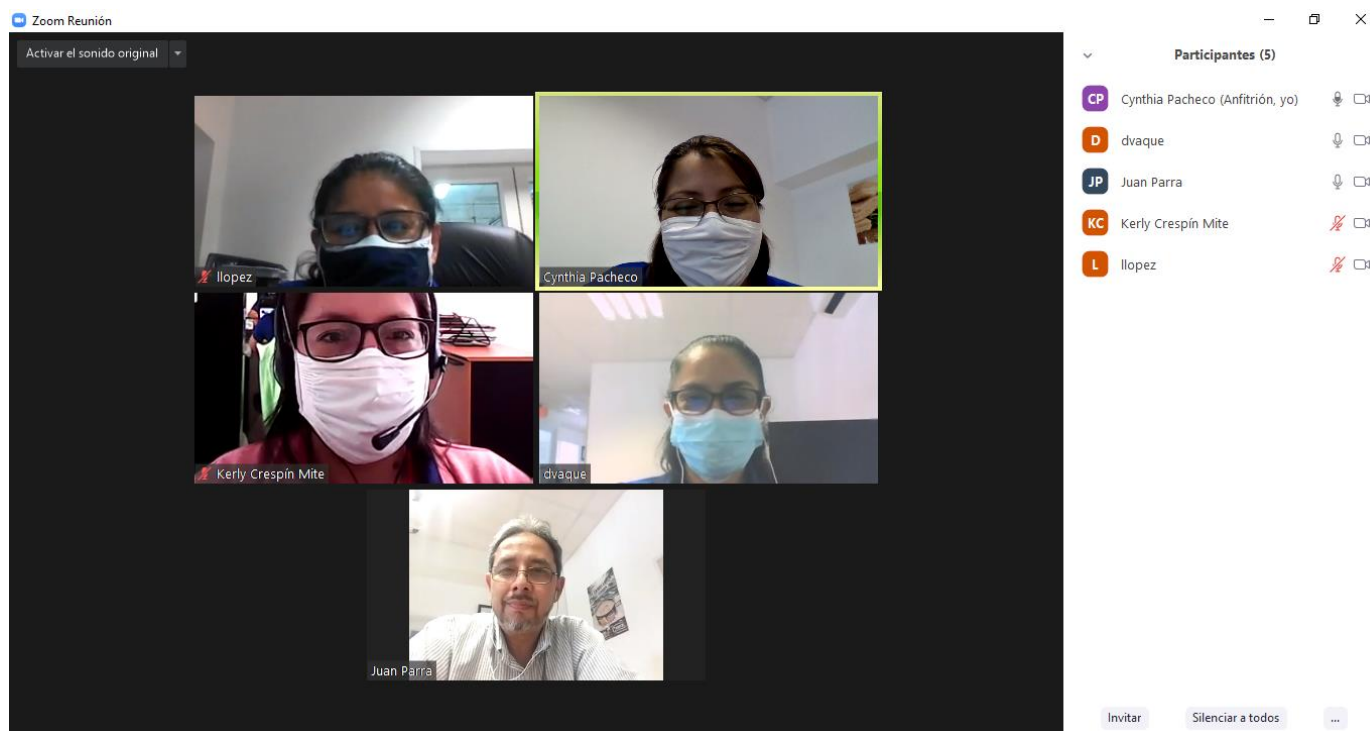 Zoom Reunión
Activar el sonido original
llopez
Cynthia Pacheco
Kerly Crespín Mite
dvaque
Juan Parra
Participantes (5)
CP Cynthia Pacheco (Anfitrión, yo)
D dvaque
JP Juan Parra
KC Kerly Crespín Mite
L llopez
Invitar
Silenciar a todos
...